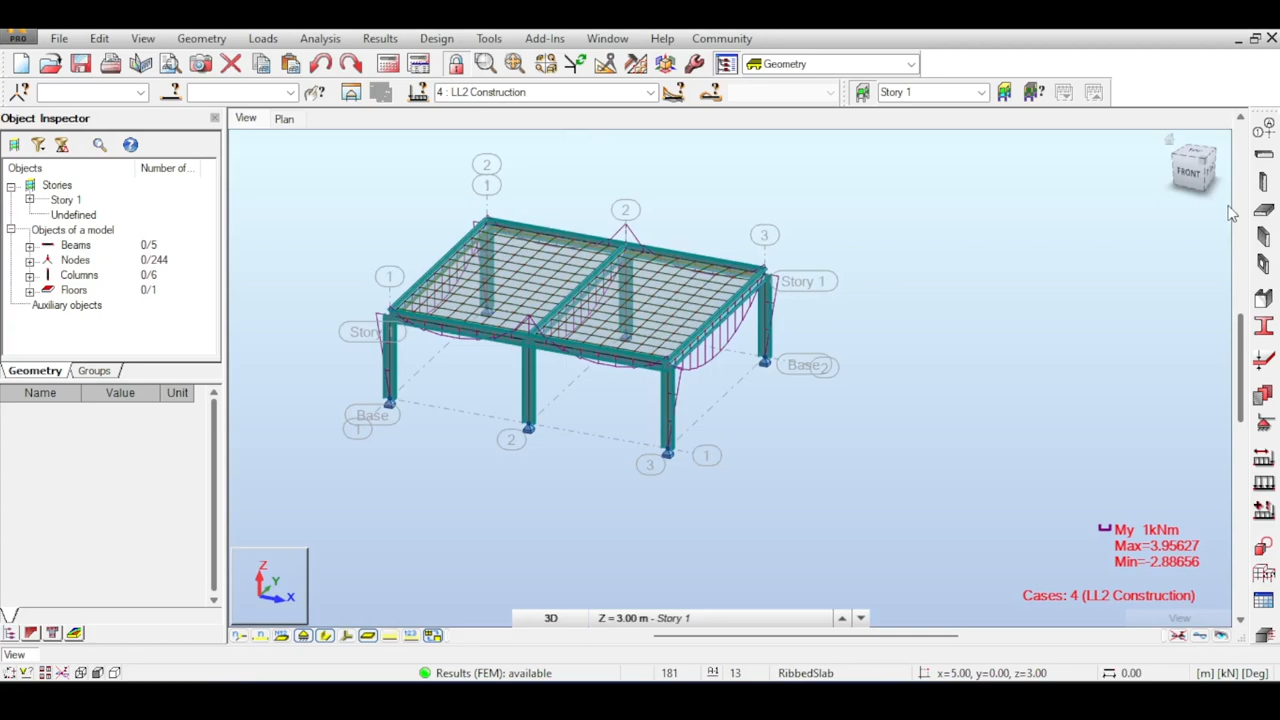 PRO File Edit View Geometry Loads Analysis Results Design Tools Add-Ins Window Help Community
Geometry
4 : LL2 Construction Story 1
Object Inspector
View Plan
Objects Number of...
Stories
Story 1
Undefined
Objects of a model
Beams 0/5
Nodes 0/244
Columns 0/6
Floors 0/1
Auxiliary objects
Geometry Groups
Name Value Unit
2
1
2
3
1
Story 1
Story
Base
2
Base
1
2
3
1
FRONT
My 1kNm
Max=3.95627
Min=-2.88656
Cases: 4 (LL2 Construction)
Z
Y
X
3D Z = 3.00 m - Story 1
View
View
Results (FEM): available 181 13 RibbedSlab x=5.00, y=0.00, z=3.00 0.00 [m] [kN] [Deg]